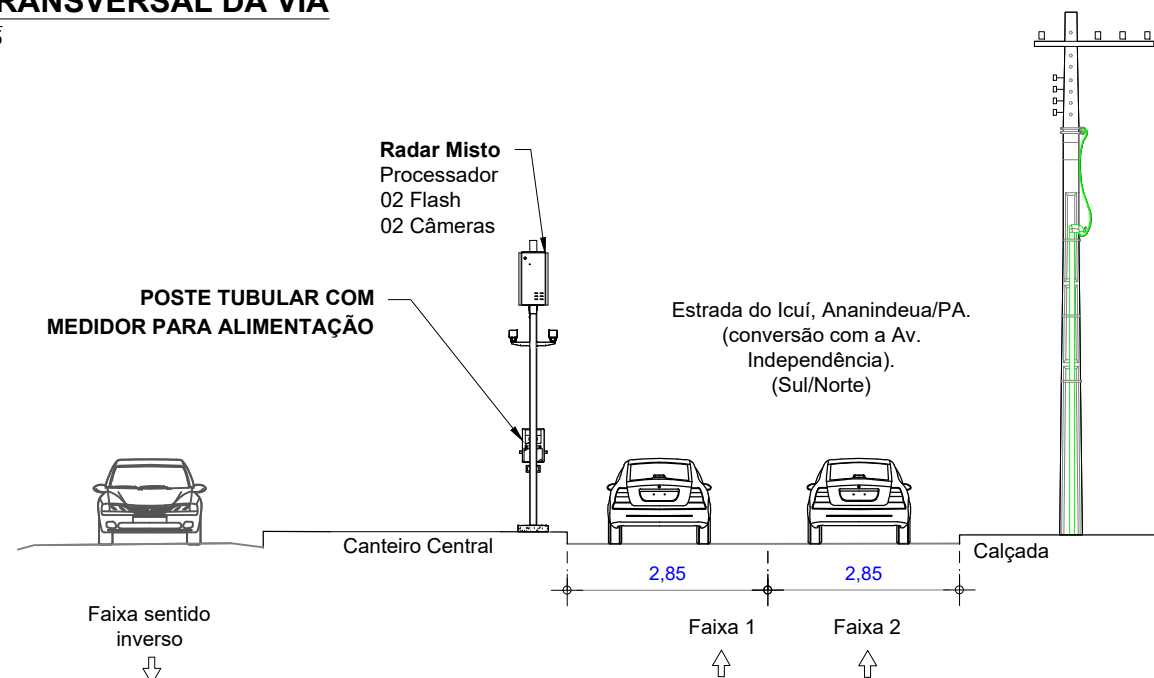 TRANSVERSAL DA VIA
Radar Misto
Processador
02 Flash
02 Câmeras
POSTE TUBULAR COM
MEDIDOR PARA ALIMENTAÇÃO
Estrada do Icuí, Ananindeua/PA.
(conversão com a Av.
Independência).
(Sul/Norte)
Canteiro Central
Calçada
2,85
2,85
Faixa sentido
inverso
Faixa 1
Faixa 2